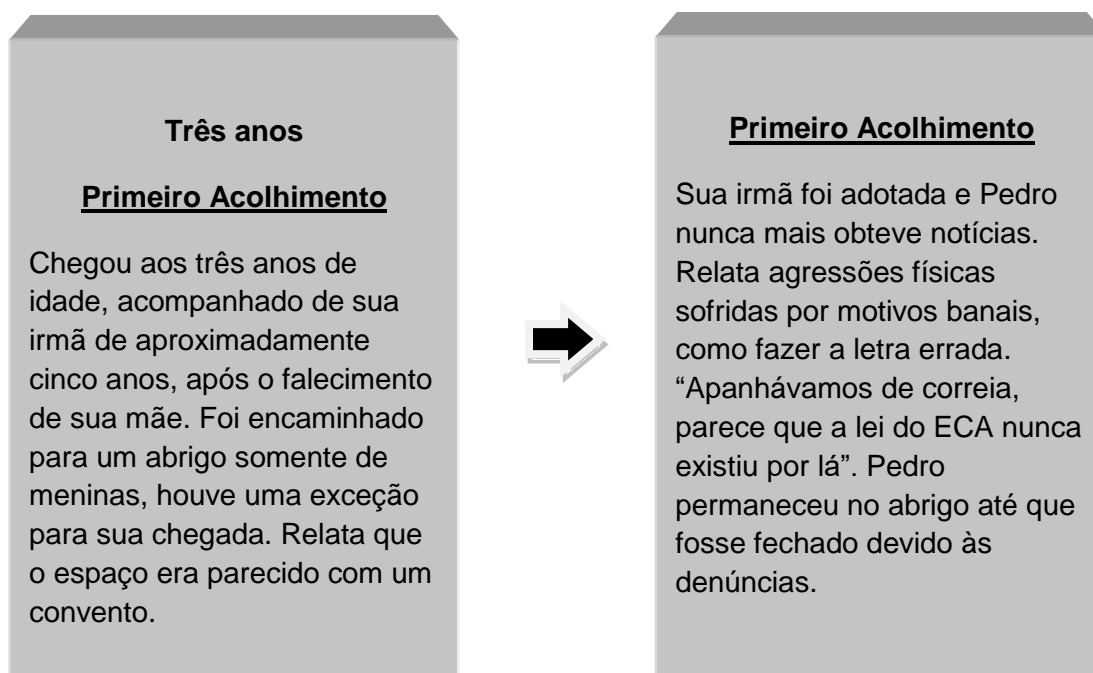 Três anos
Primeiro Acolhimento
Chegou aos três anos de
idade, acompanhado de sua
irmã de aproximadamente
cinco anos, após o falecimento
de sua mãe. Foi encaminhado
para um abrigo somente de
meninas, houve uma exceção
para sua chegada. Relata que
o espaço era parecido com um
convento.
Primeiro Acolhimento
Sua irmã foi adotada e Pedro
nunca mais obteve notícias.
Relata agressões físicas
sofridas por motivos banais,
como fazer a letra errada.
“Apanhávamos de correia,
parece que a lei do ECA nunca
existiu por lá”. Pedro
permaneceu no abrigo até que
fosse fechado devido às
denúncias.